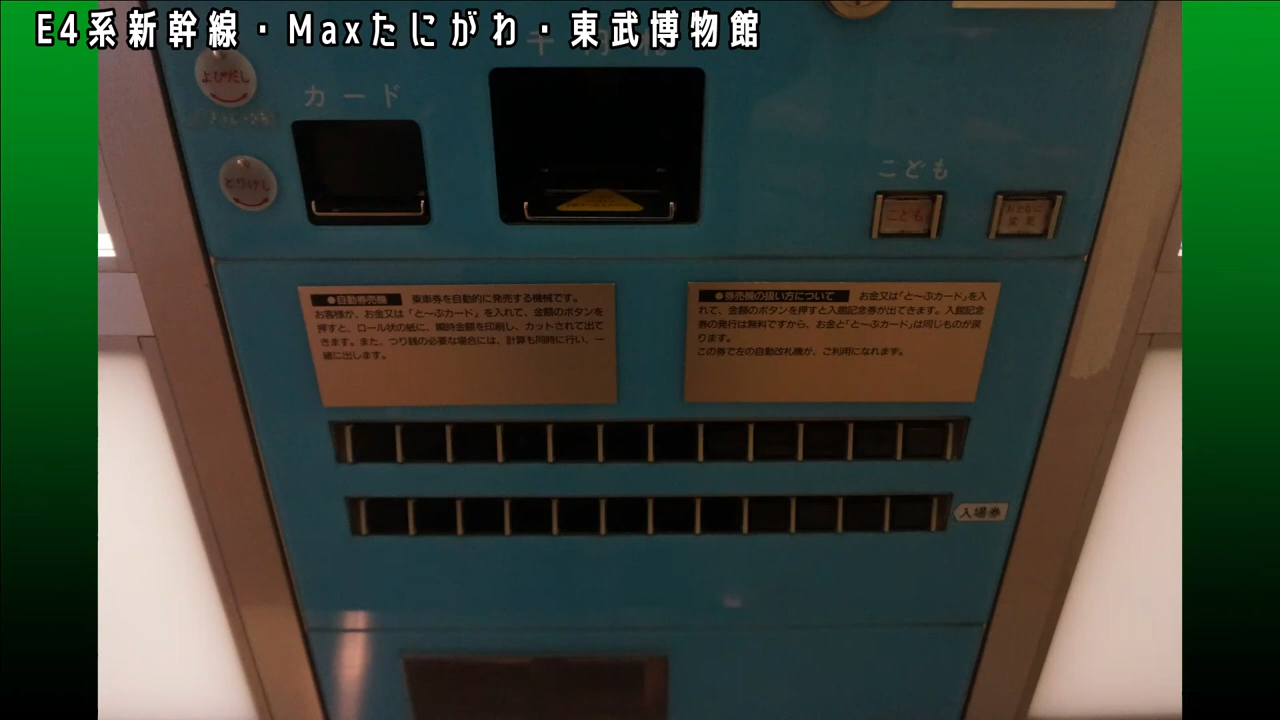 E4系新幹線・Maxたにがわ・東武博物館
よびだし
カード
とりけし
こども
こども
おとなに
変更
●自動券売機 乗車券を自動的に発売する機械です。
お客様が、お金又は「と〜ぶカード」を入れて、金額のボタンを
押すと、ロール状の紙に、瞬時金額を印刷し、カットされて出て
きます。また、つり銭の必要な場合には、計算も同時に行い、一
緒に出します。
●券売機の扱い方について お金又は「と〜ぶカード」を入
れて、金額のボタンを押すと入館記念券が出てきます。入館記念
券の発行は無料ですから、お金と「と〜ぶカード」は同じものが戻
ります。
この券で左の自動改札機が、ご利用になれます。
入場券